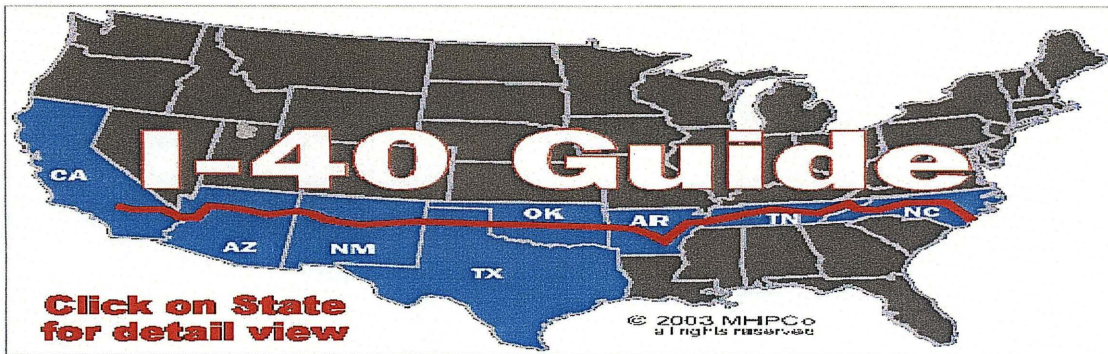 I-40 Guide
CA
AZ
NM
TX
OK
AR
TN
NC
Click on State
for detail view
© 2003 MHPCo
all rights reserved